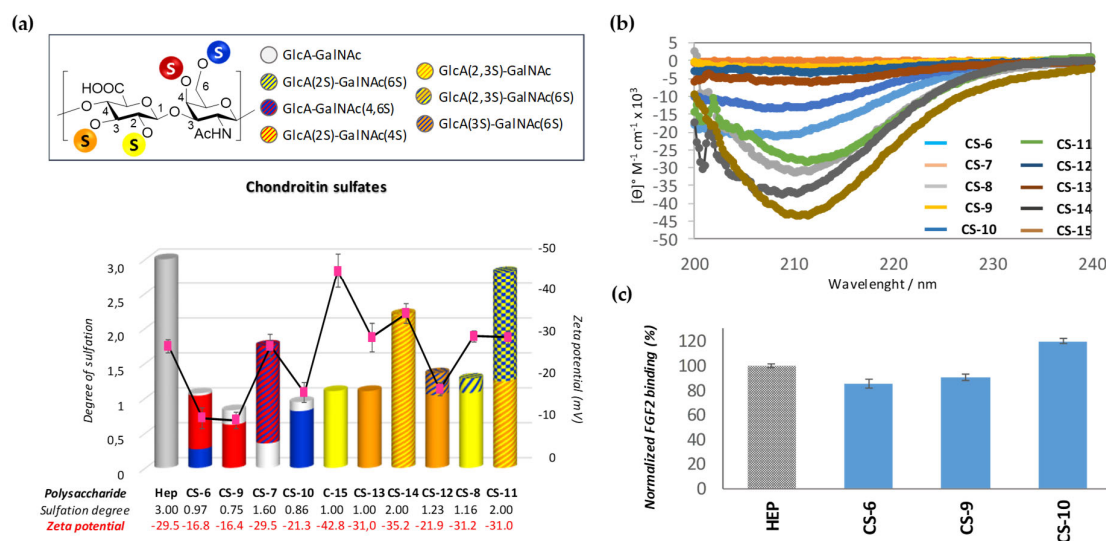 (a)
S
S
S
S
HOOC
O
O
O
O
AcHN
4
3
2
1
4
6
3
GlcA-GalNAc
GlcA(2S)-GalNAc(6S)
GlcA-GalNAc(4,6S)
GlcA(2S)-GalNAc(4S)
GlcA(2,3S)-GalNAc
GlcA(2,3S)-GalNAc(6S)
GlcA(3S)-GalNAc(6S)
Chondroitin sulfates
Degree of sulfation
3,0
2,5
2,0
1,5
1
0,5
0
-50
-40
-30
-20
-10
0
Zeta potential (mV)
Polysaccharide Hep CS-6 CS-9 CS-7 CS-10 C-15 CS-13 CS-14 CS-12 CS-8 CS-11
Sulfation degree 3.00 0.97 0.75 1.60 0.86 1.00 1.00 2.00 1.23 1.16 2.00
Zeta potential -29.5 -16.8 -16.4 -29.5 -21.3 -42.8 -31,0 -35.2 -21.9 -31.2 -31.0
(b)
[Θ]° M⁻¹ cm⁻¹ x 10³
5
0
-5
-10
-15
-20
-25
-30
-35
-40
-45
-50
200 210 220 230 240
Wavelenght / nm
CS-6 CS-11
CS-7 CS-12
CS-8 CS-13
CS-9 CS-14
CS-10 CS-15
(c)
Normalized FGF2 binding (%)
120
100
80
60
40
20
0
HEP CS-6 CS-9 CS-10